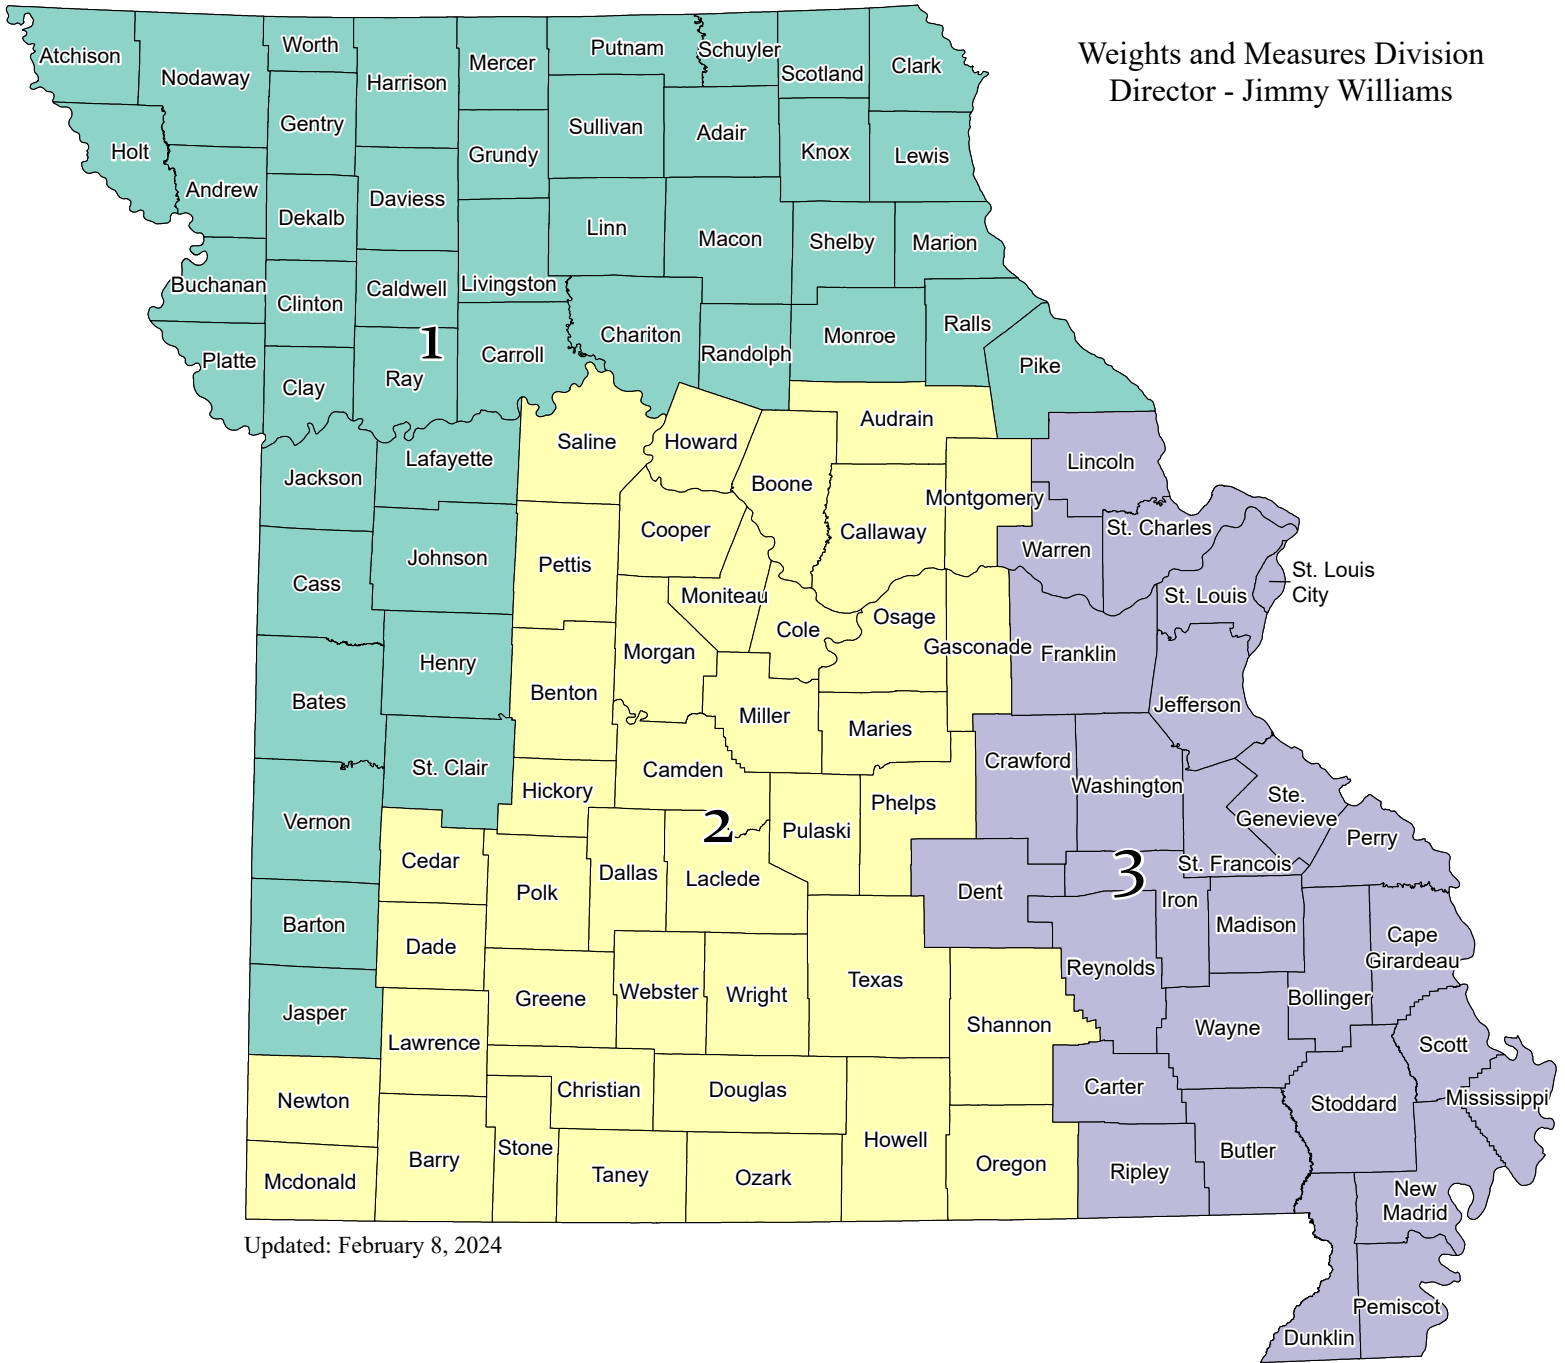 Weights and Measures Division
Director - Jimmy Williams
Atchison
Nodaway
Worth
Harrison
Mercer
Putnam
Schuyler
Scotland
Clark
Holt
Gentry
Grundy
Sullivan
Adair
Knox
Lewis
Andrew
Dekalb
Daviess
Linn
Macon
Shelby
Marion
Buchanan
Clinton
Caldwell
Livingston
1
Platte
Clay
Ray
Carroll
Chariton
Randolph
Monroe
Ralls
Pike
Jackson
Lafayette
Saline
Howard
Boone
Audrain
Montgomery
Lincoln
Cass
Johnson
Pettis
Cooper
Callaway
Warren
St. Charles
St. Louis
City
St. Louis
Moniteau
Cole
Osage
Gasconade
Franklin
Jefferson
Bates
Henry
Benton
Morgan
Miller
Maries
Crawford
Washington
Vernon
St. Clair
Hickory
Camden
2
Pulaski
Phelps
Ste.
Genevieve
Perry
Cedar
Polk
Dallas
Laclede
Dent
3
St. Francois
Iron
Madison
Cape
Girardeau
Barton
Dade
Greene
Webster
Wright
Texas
Reynolds
Bollinger
Jasper
Lawrence
Shannon
Wayne
Scott
Newton
Christian
Douglas
Carter
Stoddard
Mississippi
Mcdonald
Barry
Stone
Taney
Ozark
Howell
Oregon
Ripley
Butler
New
Madrid
Updated: February 8, 2024
Pemiscot
Dunklin